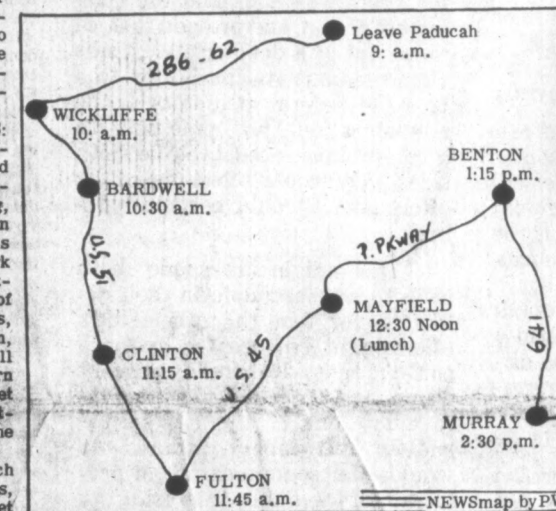 Leave Paducah
9: a.m.
286-62
WICKLIFFE
10: a.m.
BARDWELL
10:30 a.m.
U.S. 51
CLINTON
11:15 a.m.
FULTON
11:45 a.m.
U.S. 45
MAYFIELD
12:30 Noon
(Lunch)
P. PKWAY
BENTON
1:15 p.m.
641
MURRAY
2:30 p.m.
NEWSmap by PW